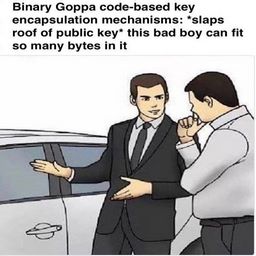 Binary Goppa code-based key
encapsulation mechanisms: *slaps
roof of public key* this bad boy can fit
so many bytes in it